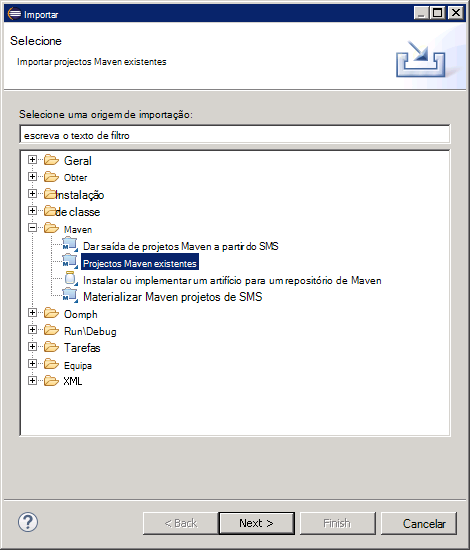 Importar
Selecione
Importar projectos Maven existentes
Selecione uma origem de importação:
escreva o texto de filtro
Geral
Obter
Instalação
de classe
Maven
Dar saída de projetos Maven a partir do SMS
Projectos Maven existentes
Instalar ou implementar um artifício para um repositório de Maven
Materializar Maven projetos de SMS
Oomph
Run\Debug
Tarefas
Equipa
XML
< Back
Next >
Finish
Cancelar